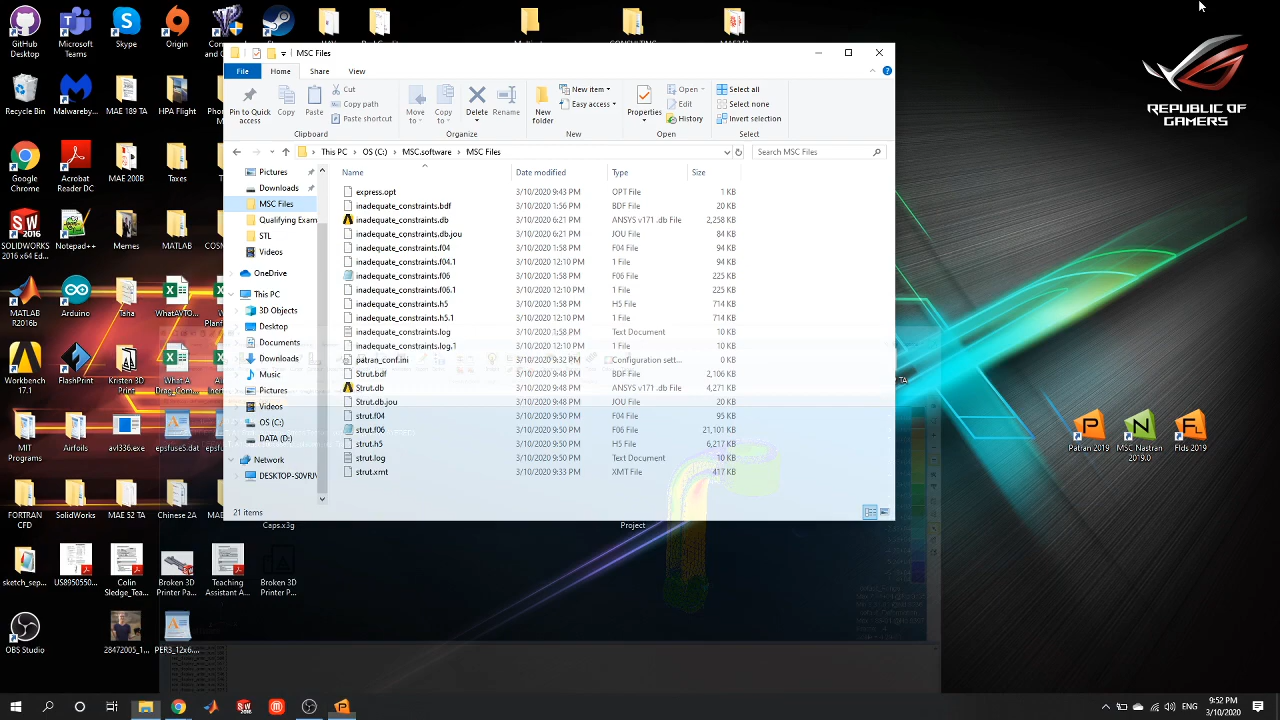 GitHub Desktop
Microsoft Teams
Skype
Origin
Recycle Bin
Malwareby...
MAE 189 TA
HPA Flight
Google Chrome
Acrobat Reader DC
MAE 200B
Taxes
SOLIDWORKS 2016 x64 Ed...
Notepad++
Memes
MATLAB
MATLAB R2016b
Arduino
Tana
Workbench 17.1
FlashPrint
Kristen 3D Print
MIT Programs
Airfoils
avl336.exe
FORTRAN CFD
SolidWorks
MAE 52 TA
Chinese 2A
Caps.x3g
Project
sketch_sep...
US8950550...
Colin Sledge_Tea...
Broken 3D Printer Pa...
Teaching Assistant A...
Broken 3D Printer
OBS Studio
28472005_1...
PER3_12x6....
MSC Files
File
Home
Share
View
Pin to Quick access
Copy
Paste
Cut
Copy path
Paste shortcut
Clipboard
Move to
Copy to
Delete
Rename
Organize
New folder
New item
Easy access
New
Properties
Open
Edit
History
Open
Select all
Select none
Invert selection
Select
This PC > OS (C:) > MSC.software > MSC Files
Search MSC Files
Pictures
Downloads
MSC Files
Qualifying Exam
STL
Videos
OneDrive
This PC
3D Objects
Desktop
Documents
Downloads
Music
Pictures
Videos
OS (C:)
DATA (D:)
Network
DESKTOP-S0VRJV
Name Date modified Type Size
express.opt 3/10/2020 9:43 PM OPT File 1 KB
inadequate_constraints.bdf 3/10/2020 1:56 PM BDF File 20 KB
inadequate_constraints.db 3/10/2020 6:21 PM ANSYS v171 .db File 2,258 KB
inadequate_constraints.db.jou 3/10/2020 6:21 PM JOU File 84 KB
inadequate_constraints.f04 3/10/2020 1:58 PM F04 File 94 KB
inadequate_constraints.f04.1 3/10/2020 12:10 PM 1 File 94 KB
inadequate_constraints.f06 3/10/2020 1:58 PM F06 File 225 KB
inadequate_constraints.f06.1 3/10/2020 12:10 PM 1 File 225 KB
inadequate_constraints.h5 3/10/2020 1:58 PM H5 File 714 KB
inadequate_constraints.h5.1 3/10/2020 12:10 PM 1 File 714 KB
inadequate_constraints.log 3/10/2020 1:58 PM Text Document 10 KB
inadequate_constraints.log.1 3/10/2020 12:10 PM 1 File 10 KB
patran_conf.ini 3/10/2020 9:32 PM Configuration sett... 0 KB
Strut.bdf 3/10/2020 9:48 PM BDF File 2,106 KB
Strut.db 3/10/2020 9:48 PM ANSYS v171 .db File 4,271 KB
Strut.db.jou 3/10/2020 9:48 PM JOU File 20 KB
strut.f04 3/10/2020 9:50 PM F04 File 95 KB
strut.f06 3/10/2020 9:50 PM F06 File 21,101 KB
strut.h5 3/10/2020 9:50 PM H5 File 6,217 KB
strut.log 3/10/2020 9:50 PM Text Document 10 KB
strut.xmt 3/10/2020 9:33 PM XMT File 417 KB
21 items
REPUBLIC OF GAMERS
TA
Patran 2019
MSC Nastran 2019.0
Flds 2019
ENG
9:52 PM
3/10/2020